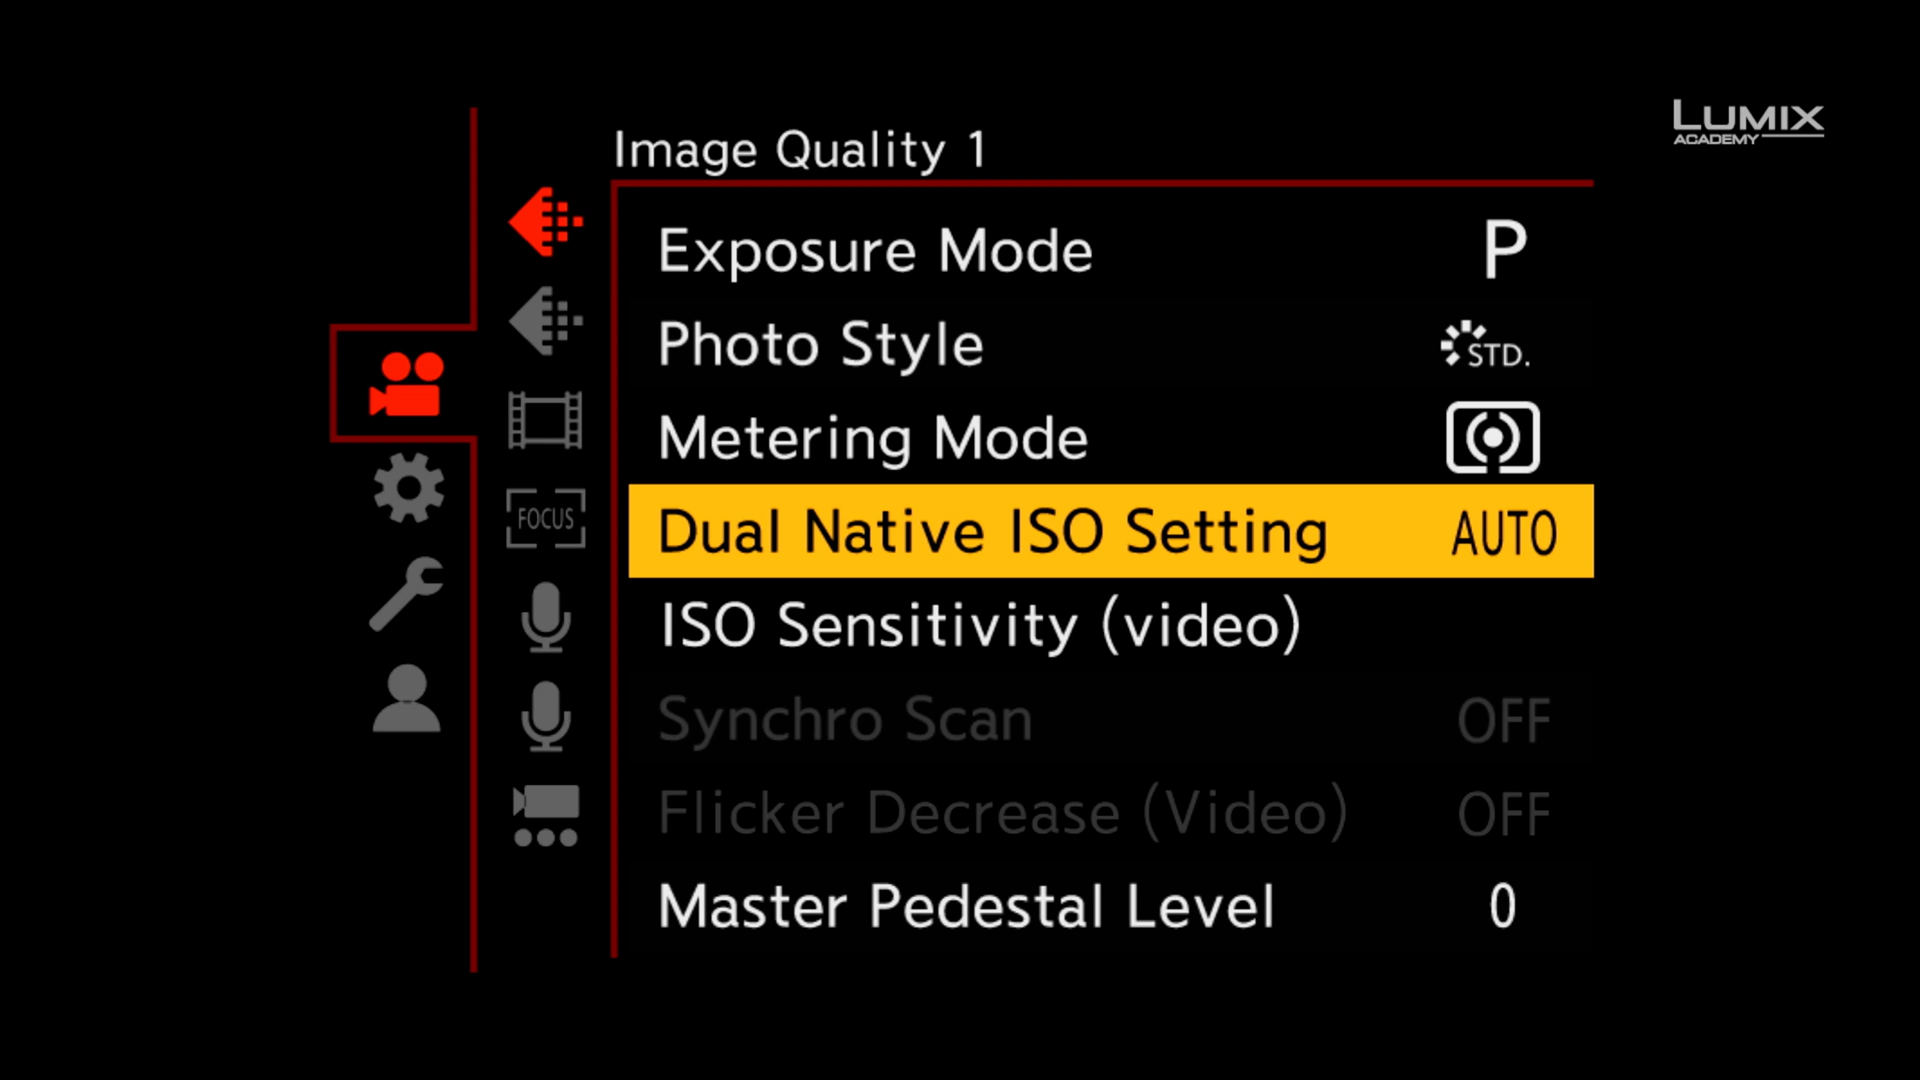 LUMIX
ACADEMY
Image Quality 1
Exposure Mode P
Photo Style STD.
Metering Mode
Dual Native ISO Setting AUTO
FOCUS
ISO Sensitivity (video)
Synchro Scan OFF
Flicker Decrease (Video) OFF
Master Pedestal Level 0